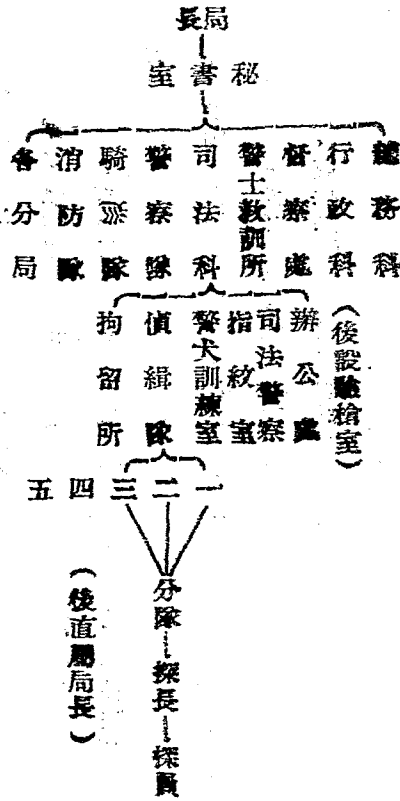 局長
秘書室
總務科
行政科
督察處
警士教訓所
司法科
警察隊
騎巡隊
消防隊
各分局
(後設驗槍室)
辦公處
司法警察
指紋室
警犬訓練室
偵緝隊
拘留所
一
二
三
四
五
分隊
探長
探員
(後直屬局長)